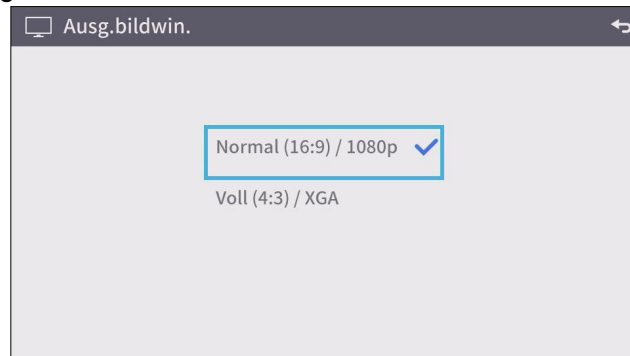 Ausg.bildwin.
Normal (16:9) / 1080p
Voll (4:3) / XGA